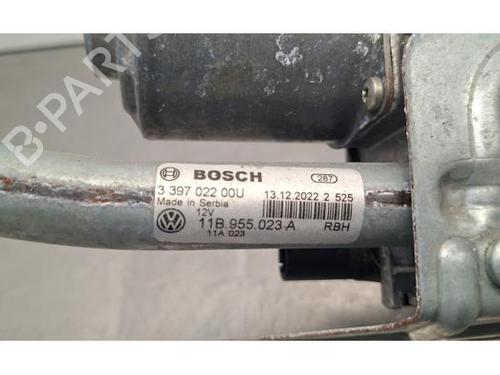 B-PARTS
BOSCH 287
3 397 022 00U 13.12.2022 2 525
Made in Serbia
12V
11B.955.023 A RBH
11A 023